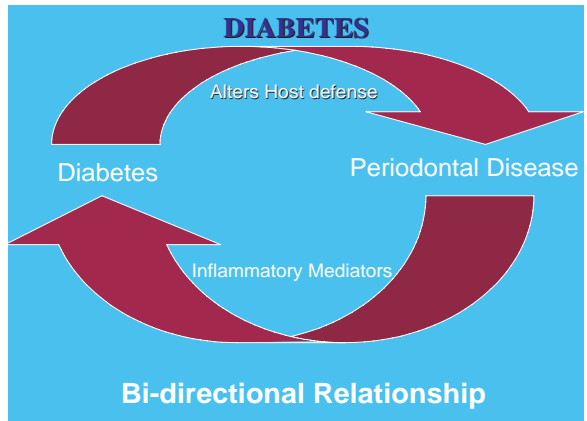 DIABETES
Alters Host defense
Diabetes
Periodontal Disease
Inflammatory Mediators
Bi-directional Relationship